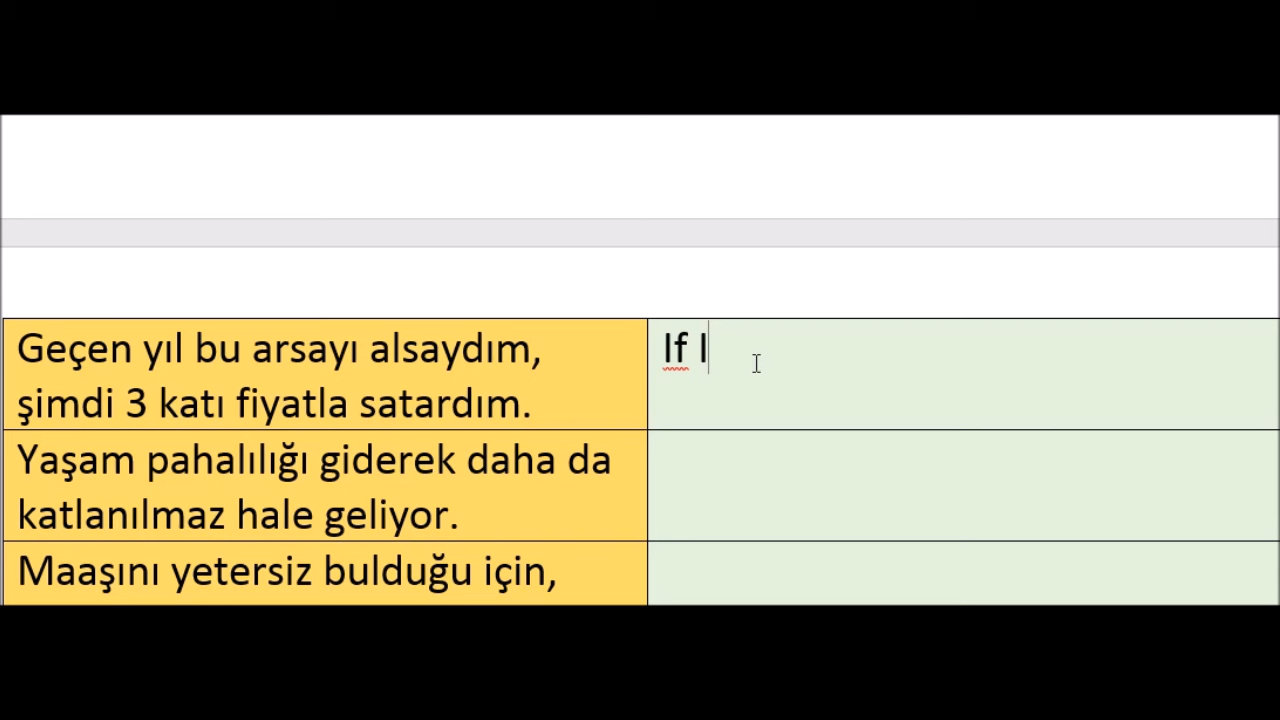 Geçen yıl bu arsayı alsaydım,
şimdi 3 katı fiyatla satardım.
If I
Yaşam pahalılığı giderek daha da
katlanılmaz hale geliyor.
Maaşını yetersiz bulduğu için,